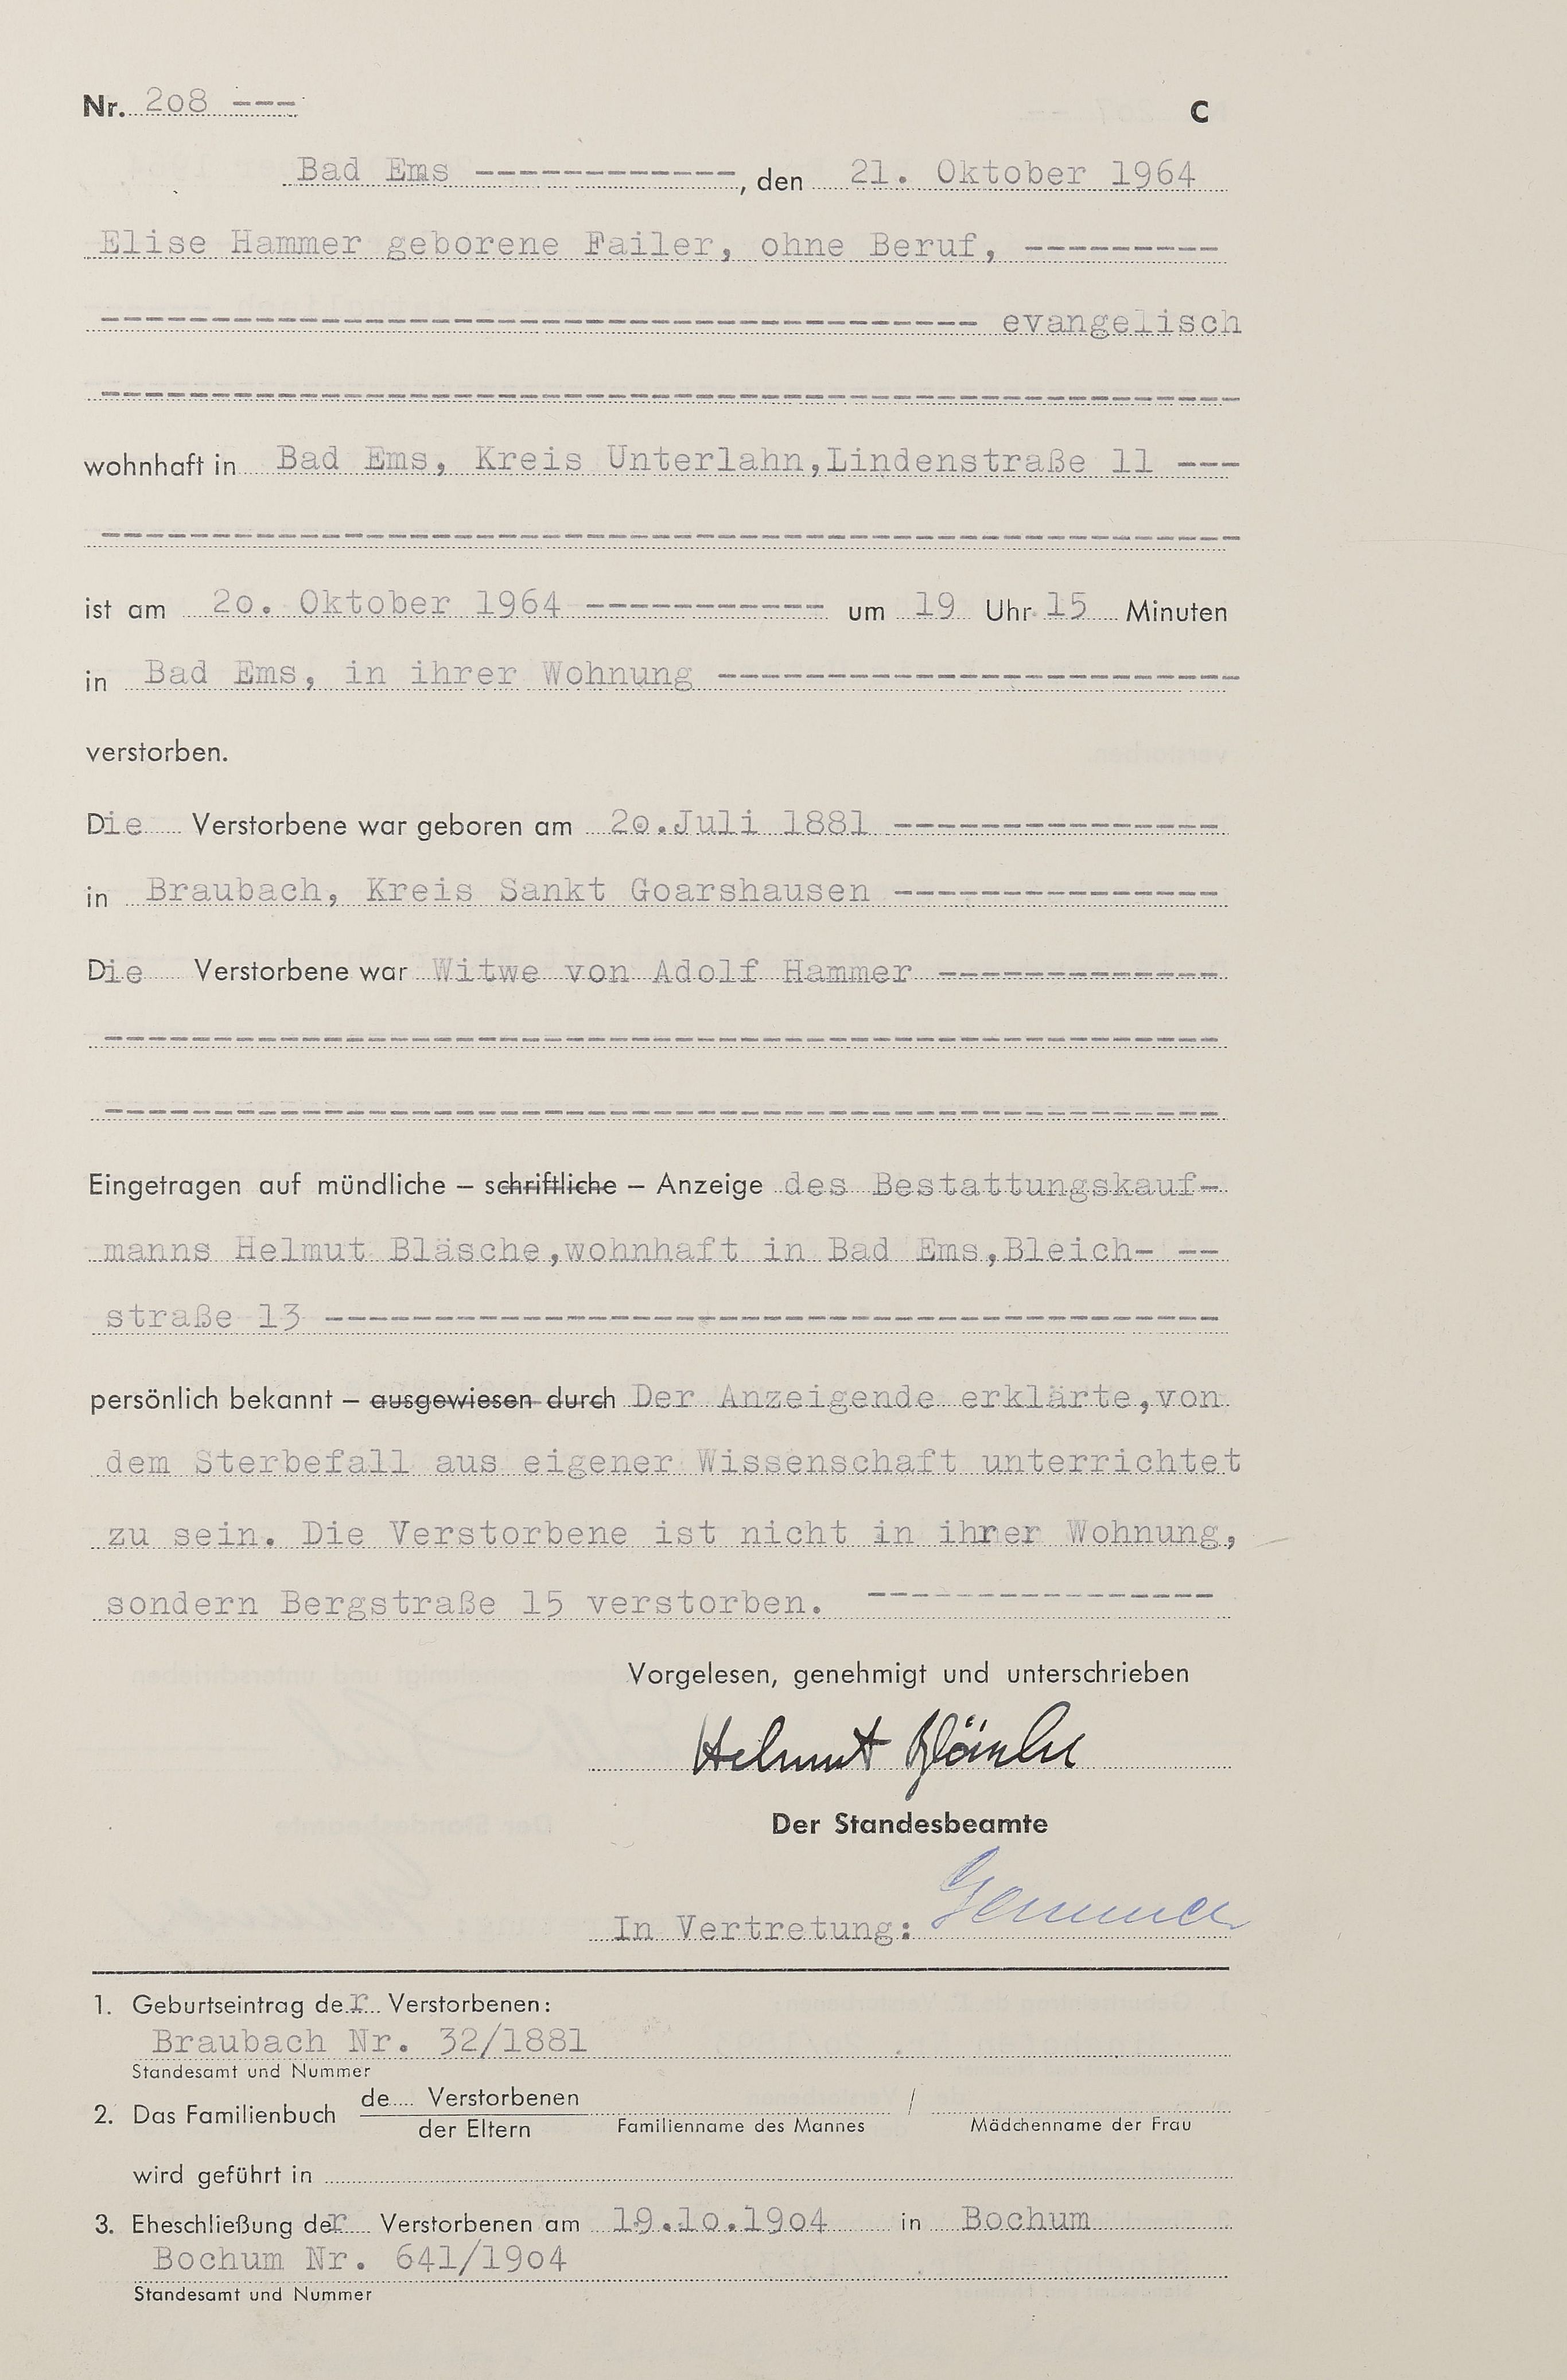 Nr. 2o8 --- C
Bad Ems ------------, den 21. Oktober 1964
Elise Hammer geborene Failer, ohne Beruf, ---------
---------------------------------------- evangelisch
----------------------------------------------------
wohnhaft in Bad Ems, Kreis Unterlahn,Lindenstraße 11 ---
----------------------------------------------------
ist am 2o. Oktober 1964 ----------- um 19 Uhr 15 Minuten
in Bad Ems, in ihrer Wohnung ------------------------
verstorben.
Die Verstorbene war geboren am 2o.Juli 1881 ---------------
in Braubach, Kreis Sankt Goarshausen ---------------
Die Verstorbene war Witwe von Adolf Hammer -------------
---------------------------------------------------
---------------------------------------------------
Eingetragen auf mündliche – schriftliche – Anzeige des Bestattungskauf-
manns Helmut Bläsche,wohnhaft in Bad Ems,Bleich- --
straße 13 -----------------------------------------
persönlich bekannt – ausgewiesen durch Der Anzeigende erklärte,von
dem Sterbefall aus eigener Wissenschaft unterrichtet
zu sein. Die Verstorbene ist nicht in ihrer Wohnung,
sondern Bergstraße 15 verstorben. ----------------
Vorgelesen, genehmigt und unterschrieben
Helmut Bläsche
Der Standesbeamte
In Vertretung:
1. Geburtseintrag der Verstorbenen:
Braubach Nr. 32/1881
Standesamt und Nummer
de Verstorbenen /
2. Das Familienbuch
der Eltern Familienname des Mannes Mädchenname der Frau
wird geführt in
3. Eheschließung der Verstorbenen am 19.1o.19o4 in Bochum
Bochum Nr. 641/19o4
Standesamt und Nummer